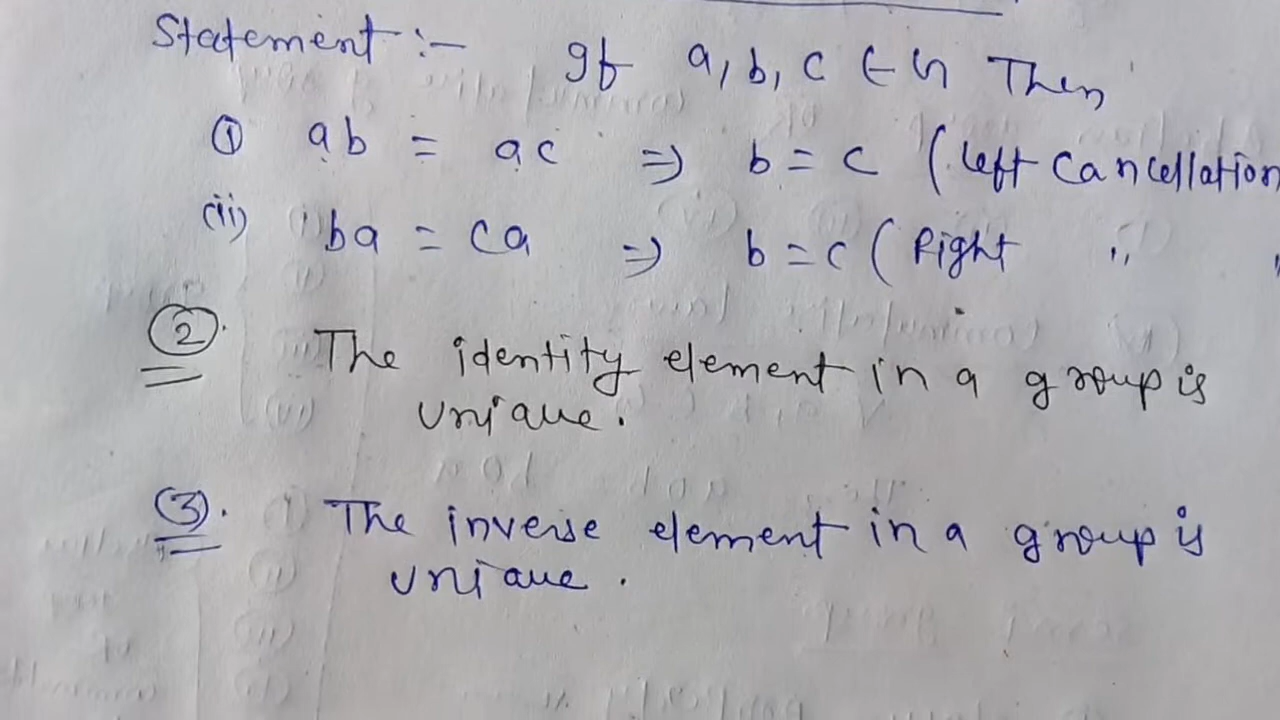 Statement :- If a, b, c ∈ G Then
① ab = ac ⇒ b = c (Left Cancellation
(ii) ba = ca ⇒ b = c ( Right " "
②. The identity element in a group is
unique.
③. The inverse element in a group is
unique.